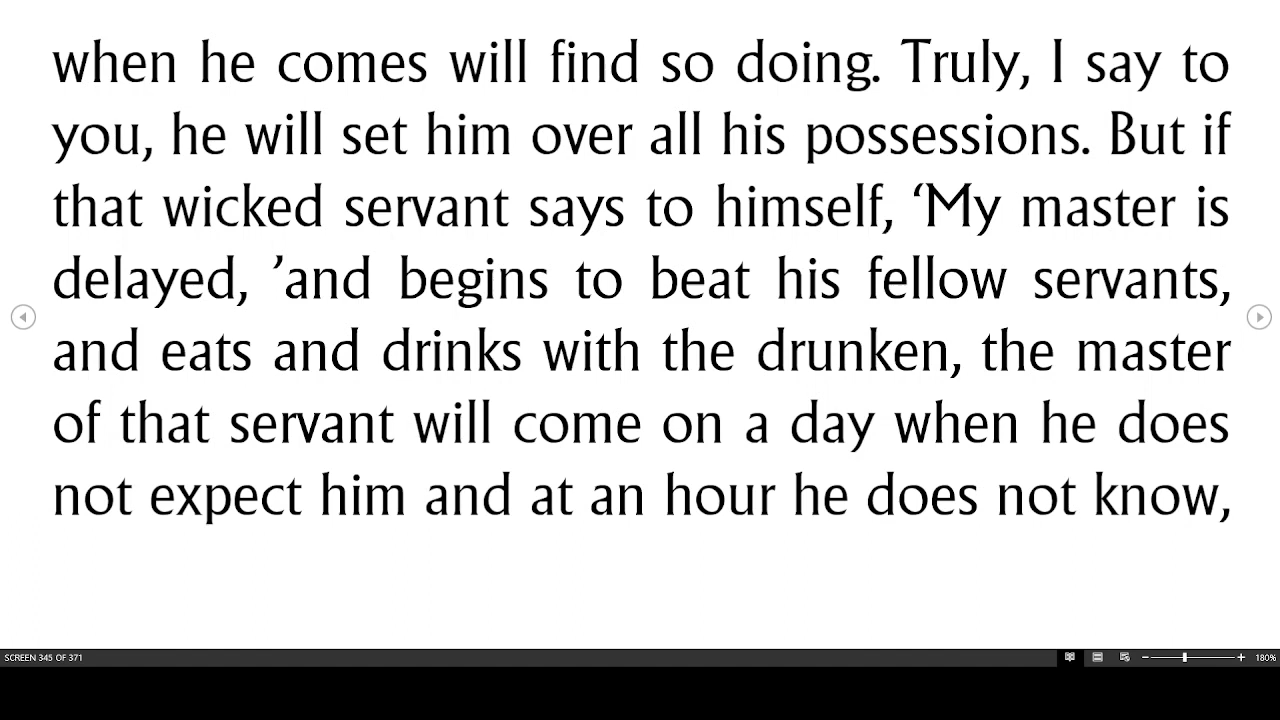 when he comes will find so doing. Truly, I say to
you, he will set him over all his possessions. But if
that wicked servant says to himself, ‘My master is
delayed, ’and begins to beat his fellow servants,
and eats and drinks with the drunken, the master
of that servant will come on a day when he does
not expect him and at an hour he does not know,
SCREEN 345 OF 371
180%